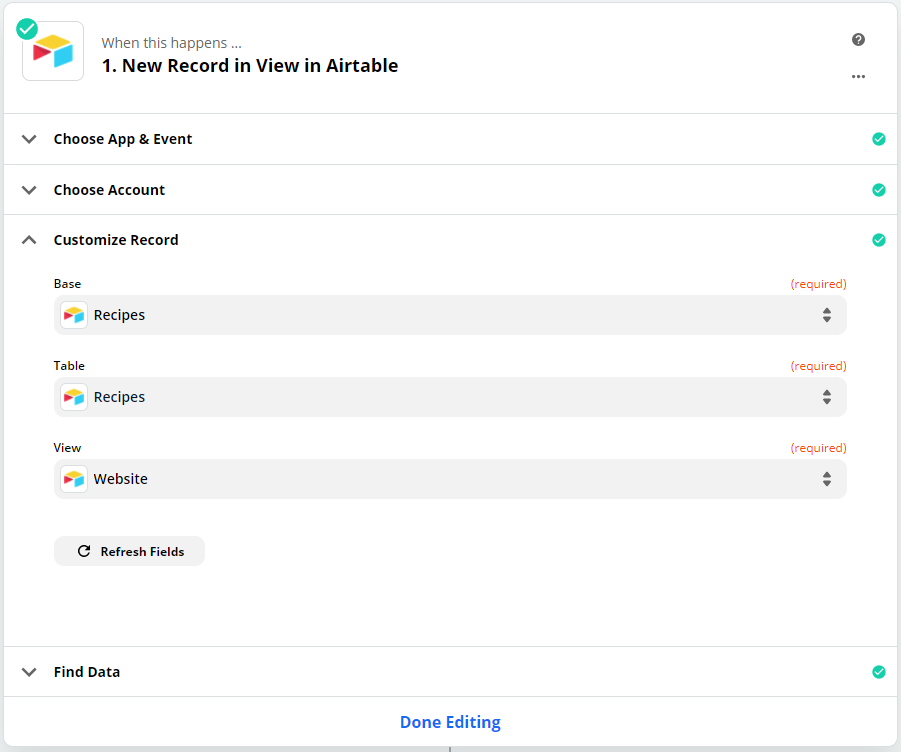 When this happens ...
1. New Record in View in Airtable
Choose App & Event
Choose Account
Customize Record
Base (required)
Recipes
Table (required)
Recipes
View (required)
Website
Refresh Fields
Find Data
Done Editing